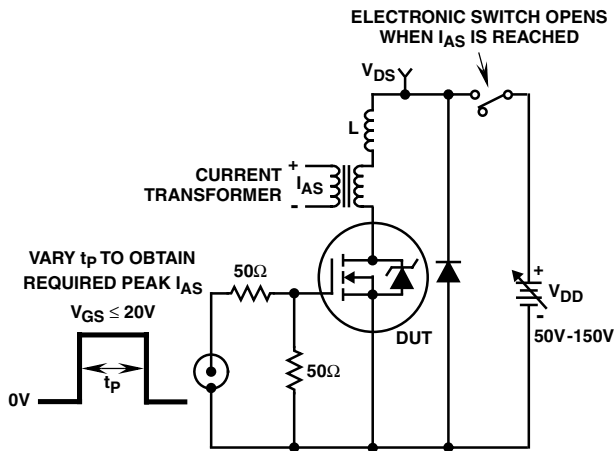 ELECTRONIC SWITCH OPENS
WHEN IAS IS REACHED
VDS
L
CURRENT
TRANSFORMER
+
IAS
-
VARY tP TO OBTAIN
REQUIRED PEAK IAS
VGS ≤ 20V
0V
tP
50Ω
50Ω
DUT
+
VDD
-
50V-150V